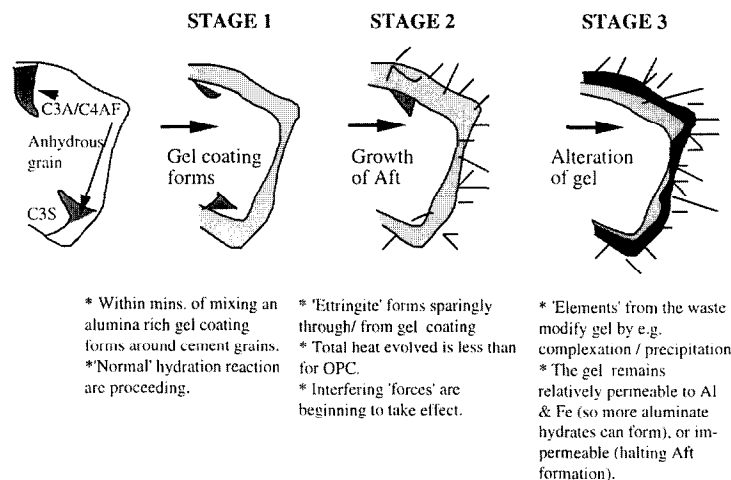 STAGE 1
STAGE 2
STAGE 3
C3A/C4AF
Anhydrous
grain
C3S
Gel coating
forms
Growth
of Aft
Alteration
of gel
* Within mins. of mixing an
alumina rich gel coating
forms around cement grains.
*'Normal' hydration reaction
are proceeding.
* 'Ettringite' forms sparingly
through/ from gel coating
* Total heat evolved is less than
for OPC.
* Interfering 'forces' are
beginning to take effect.
* 'Elements' from the waste
modify gel by e.g.
complexation / precipitation
* The gel remains
relatively permeable to Al
& Fe (so more aluminate
hydrates can form), or im-
permeable (halting Aft
formation).